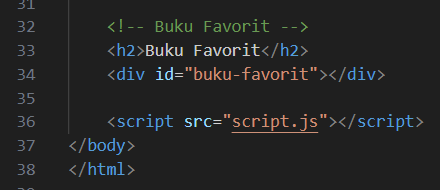 31
32 <!-- Buku Favorit -->
33 <h2>Buku Favorit</h2>
34 <div id="buku-favorit"></div>
35
36 <script src="script.js"></script>
37 </body>
38 </html>